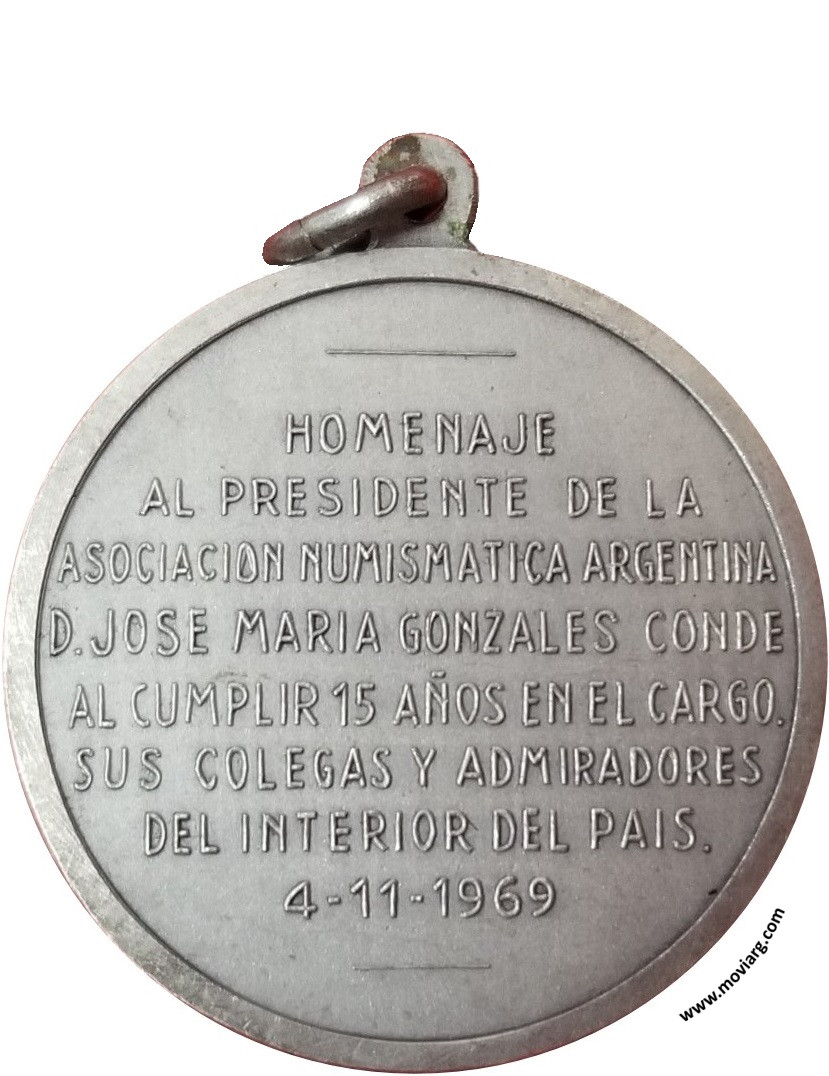 HOMENAJE
AL PRESIDENTE DE LA
ASOCIACION NUMISMATICA ARGENTINA
D. JOSE MARIA GONZALES CONDE
AL CUMPLIR 15 AÑOS EN EL CARGO.
SUS COLEGAS Y ADMIRADORES
DEL INTERIOR DEL PAIS.
4-11-1969
www.moviarg.com